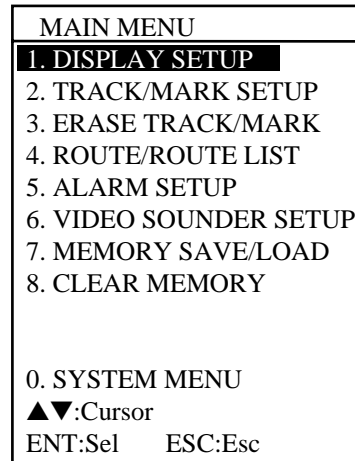 MAIN MENU
1. DISPLAY SETUP
2. TRACK/MARK SETUP
3. ERASE TRACK/MARK
4. ROUTE/ROUTE LIST
5. ALARM SETUP
6. VIDEO SOUNDER SETUP
7. MEMORY SAVE/LOAD
8. CLEAR MEMORY
0. SYSTEM MENU
▲▼:Cursor
ENT:Sel ESC:Esc